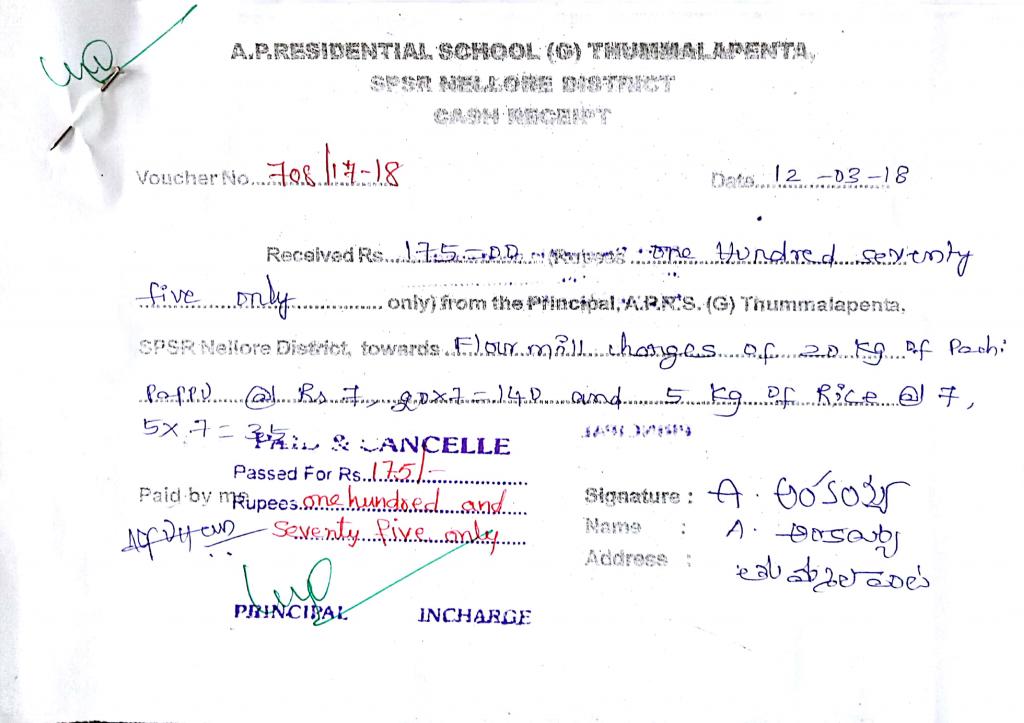 A.P.RESIDENTIAL SCHOOL (G) THUMMALAPENTA,
SPSR NELLORE DISTRICT
CASH RECEIPT
Voucher No. 708/17-18 Date 12-03-18
Received Rs. 175=00 (Rupees one Hundred seventy
five only only) from the Principal, A.P.R'S. (G) Thummalapenta,
SPSR Nellore District, towards Flour mill charges of 20 Kg of Pachi
PaPPU @ Rs 7, 20x7=140 and 5 Kg of Rice @ 7,
5x7=35
PAID & CANCELLE
Passed For Rs. 175/-
Paid by me Rupees one hundred and
seventy five only
Signature : A.
Name : A.
Address :
PRINCIPAL INCHARGE